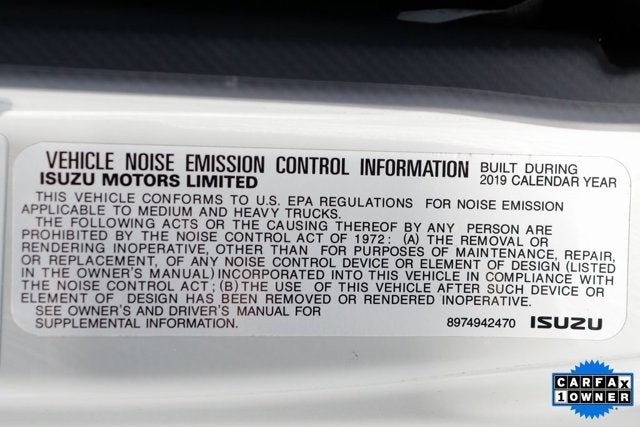 VEHICLE NOISE EMISSION CONTROL INFORMATION BUILT DURING
ISUZU MOTORS LIMITED 2019 CALENDAR YEAR
THIS VEHICLE CONFORMS TO U.S. EPA REGULATIONS FOR NOISE EMISSION
APPLICABLE TO MEDIUM AND HEAVY TRUCKS.
THE FOLLOWING ACTS OR THE CAUSING THEREOF BY ANY PERSON ARE
PROHIBITED BY THE NOISE CONTROL ACT OF 1972: (A) THE REMOVAL OR
RENDERING INOPERATIVE, OTHER THAN FOR PURPOSES OF MAINTENANCE, REPAIR,
OR REPLACEMENT, OF ANY NOISE CONTROL DEVICE OR ELEMENT OF DESIGN (LISTED
IN THE OWNER'S MANUAL) INCORPORATED INTO THIS VEHICLE IN COMPLIANCE WITH
THE NOISE CONTROL ACT; (B) THE USE OF THIS VEHICLE AFTER SUCH DEVICE OR
ELEMENT OF DESIGN HAS BEEN REMOVED OR RENDERED INOPERATIVE.
SEE OWNER'S AND DRIVER'S MANUAL FOR
SUPPLEMENTAL INFORMATION. 8974942470 ISUZU
CARFAX
1 OWNER